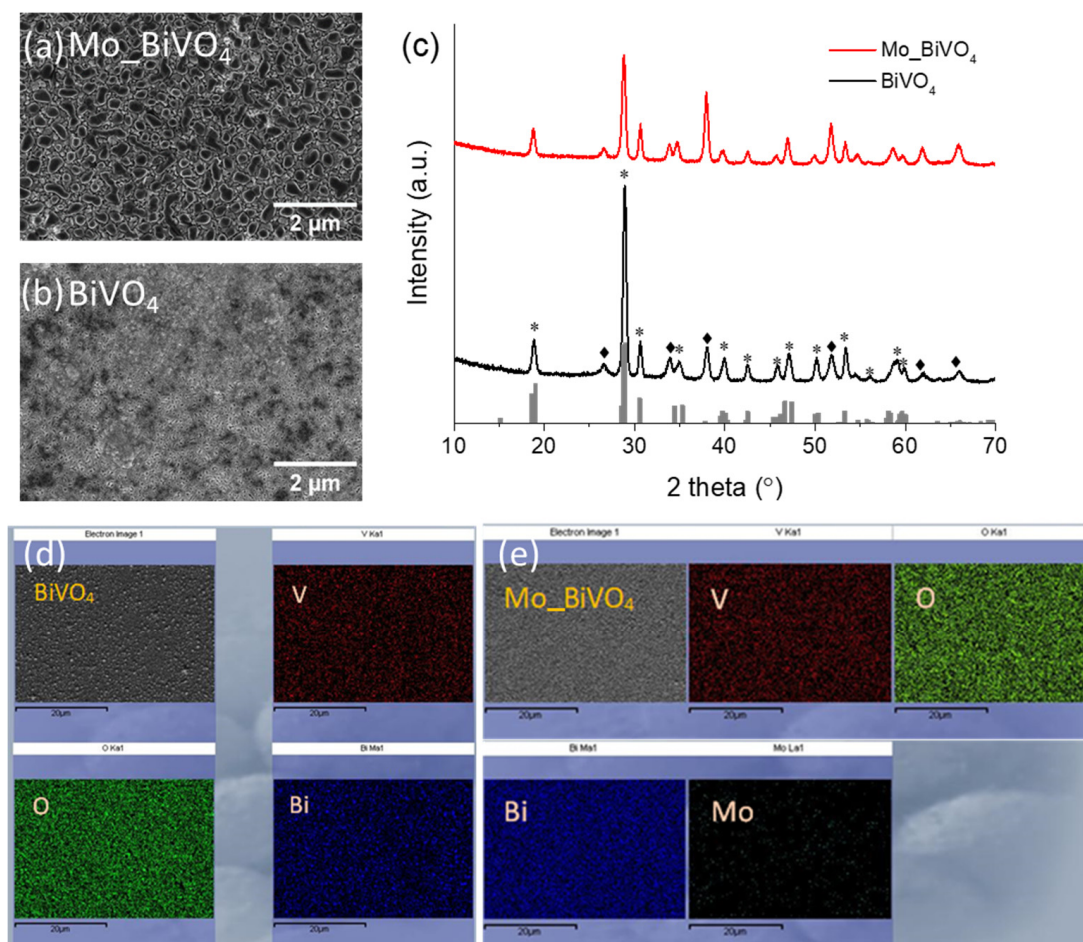 (a) Mo_BiVO₄
2 µm
(b) BiVO₄
2 µm
(c)
Mo_BiVO₄
BiVO₄
Intensity (a.u.)
* ♦ * * ♦ * ♦ * * * * * ♦ * * * * ♦ ♦
10 20 30 40 50 60 70
2 theta (°)
(d)
Electron Image 1
BiVO₄
20µm
V Ka1
V
20µm
O Ka1
O
20µm
Bi Ma1
Bi
20µm
(e)
Electron Image 1
Mo_BiVO₄
20µm
V Ka1
V
20µm
O Ka1
O
20µm
Bi Ma1
Bi
20µm
Mo La1
Mo
20µm